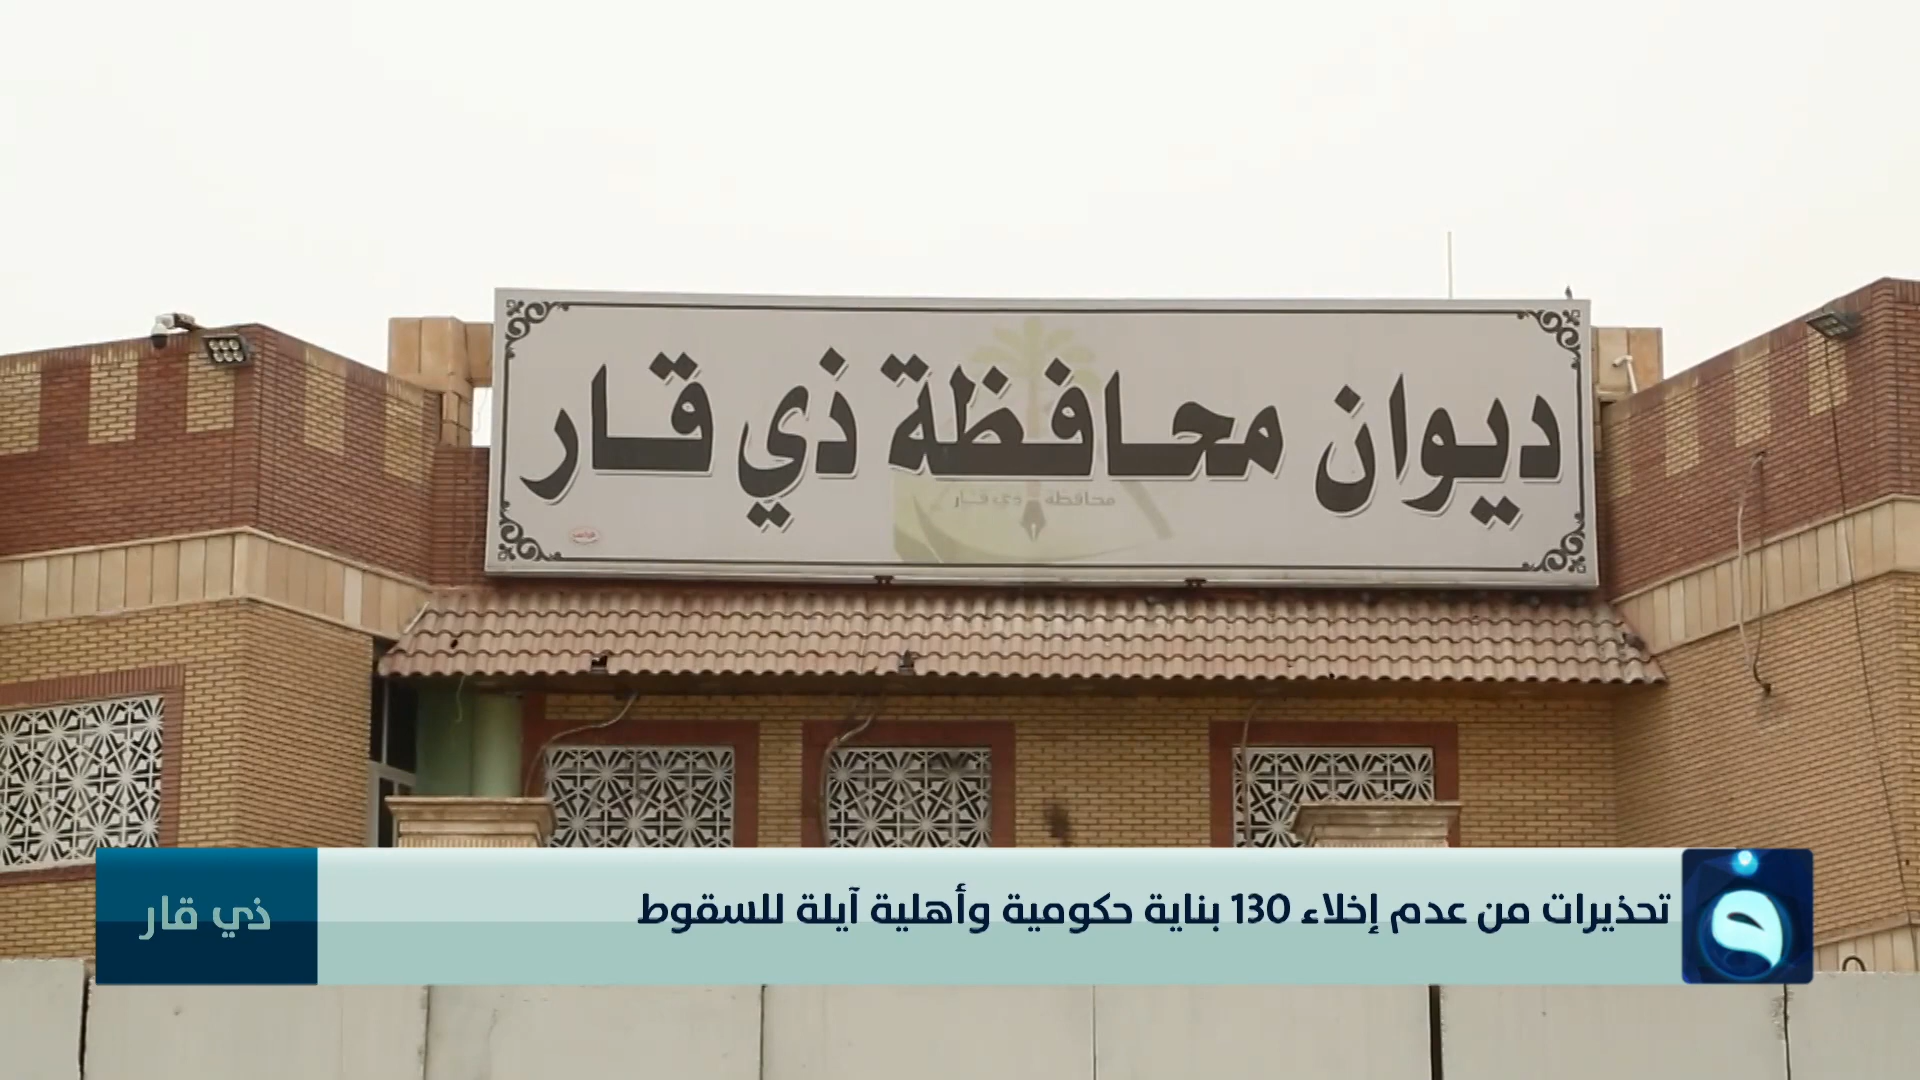 ديوان محافظة ذي قار
محافظة ذي قار
تحذيرات من عدم إخلاء 130 بناية حكومية وأهلية آيلة للسقوط
ذي قار